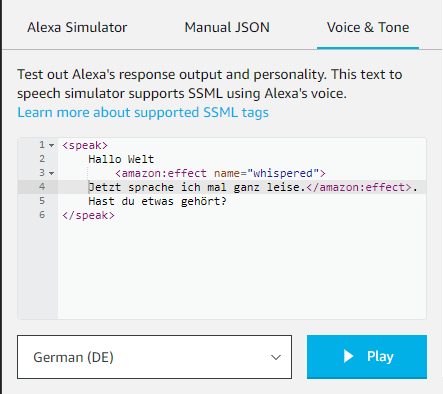 Alexa Simulator Manual JSON Voice & Tone
Test out Alexa's response output and personality. This text to
speech simulator supports SSML using Alexa's voice.
Learn more about supported SSML tags
1 <speak>
2 Hallo Welt
3 <amazon:effect name="whispered">
4 Jetzt sprache ich mal ganz leise.</amazon:effect>.
5 Hast du etwas gehört?
6 </speak>
German (DE) Play